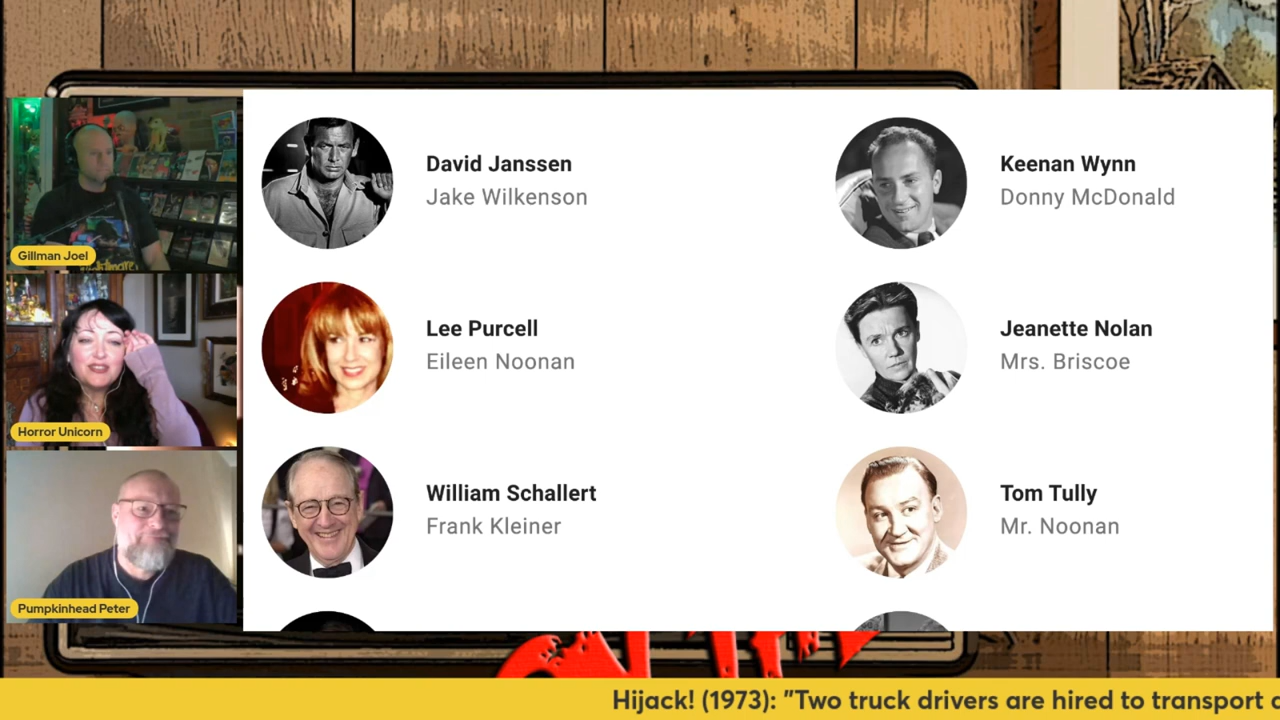 David Janssen
Jake Wilkenson
Keenan Wynn
Donny McDonald
Gillman Joel
Lee Purcell
Eileen Noonan
Jeanette Nolan
Mrs. Briscoe
Horror Unicorn
William Schallert
Frank Kleiner
Tom Tully
Mr. Noonan
Pumpkinhead Peter
Hijack! (1973): "Two truck drivers are hired to transport